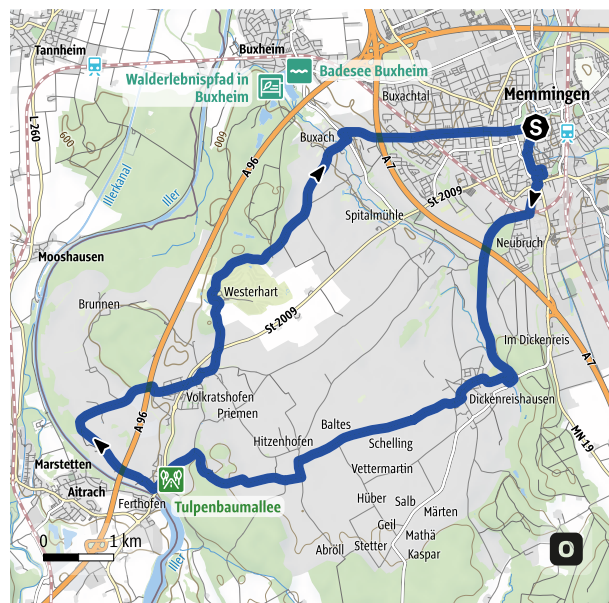 Tannheim
Buxheim
Walderlebnispfad in
Buxheim
Badesee Buxheim
Buxachtal
Memmingen
S
L 260
600
600
A 96
Buxach
A 7
St 2009
Illerkanal
Iller
Spitalmühle
Neubruch
Mooshausen
Westerhart
Brunnen
St 2009
Im Dickenreis
A 7
Volkratshofen
Priemen
Dickenreishausen
A 96
Baltes
Hitzenhofen
Schelling
MN 19
Marstetten
Vettermartin
Aitrach
Tulpenbaumallee
Ferthofen
Hüber
Salb
Märten
Geil
Mathä
Abröll
Stetter
Kaspar
Iller
0
1 km
O